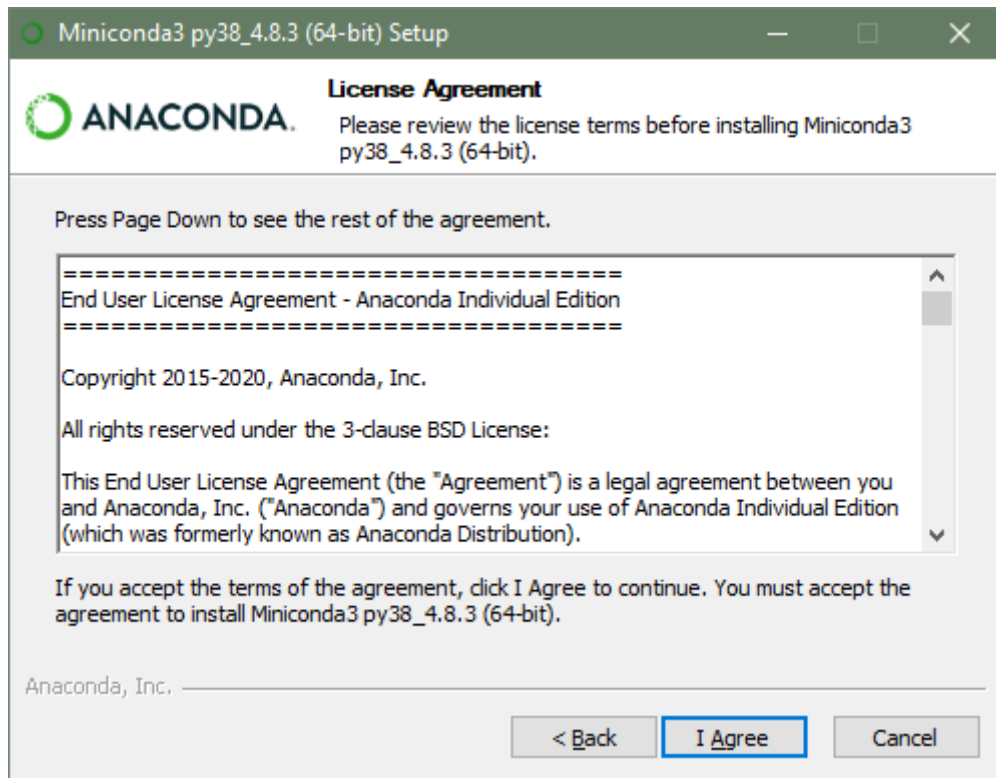 Miniconda3 py38_4.8.3 (64-bit) Setup
ANACONDA.
License Agreement
Please review the license terms before installing Miniconda3
py38_4.8.3 (64-bit).
Press Page Down to see the rest of the agreement.
===================================
End User License Agreement - Anaconda Individual Edition
===================================
Copyright 2015-2020, Anaconda, Inc.
All rights reserved under the 3-clause BSD License:
This End User License Agreement (the "Agreement") is a legal agreement between you
and Anaconda, Inc. ("Anaconda") and governs your use of Anaconda Individual Edition
(which was formerly known as Anaconda Distribution).
If you accept the terms of the agreement, click I Agree to continue. You must accept the
agreement to install Miniconda3 py38_4.8.3 (64-bit).
Anaconda, Inc.
< Back
I Agree
Cancel